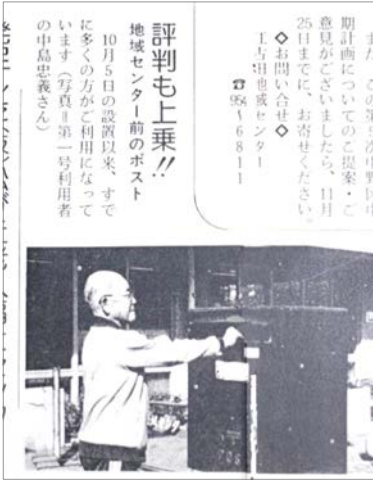 また、この第5次中野区中
期計画についてのご提案・ご
意見がございましたら、11月
25日までに、お寄せください。
◇お問い合せ◇
江古田地域センター
☎954〜6811
評判も上乗!!
地域センター前のポスト
10月5日の設置以来、すで
に多くの方がご利用になって
います(写真=第一号利用者
の中島忠義さん)